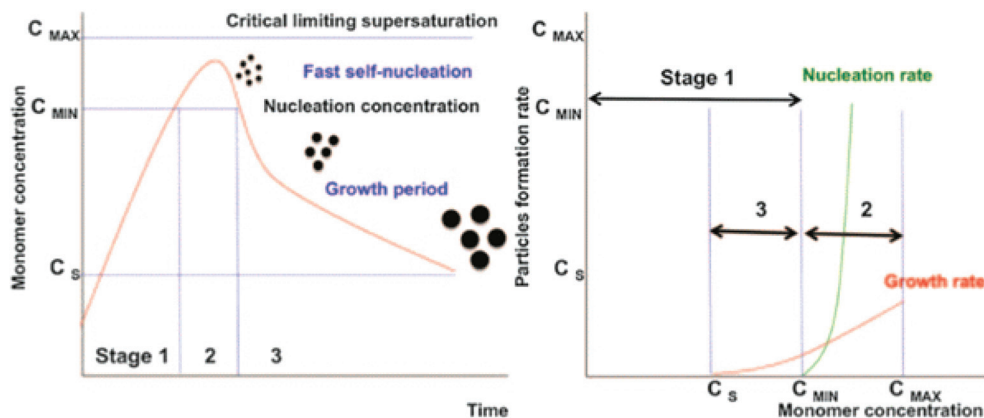 C MAX
Critical limiting supersaturation
Fast self-nucleation
C MIN
Nucleation concentration
Growth period
C S
Monomer concentration
Stage 1
2
3
Time
C MAX
Stage 1
Nucleation rate
C MIN
3
2
C S
Growth rate
Particles formation rate
C S
C MIN
C MAX
Monomer concentration